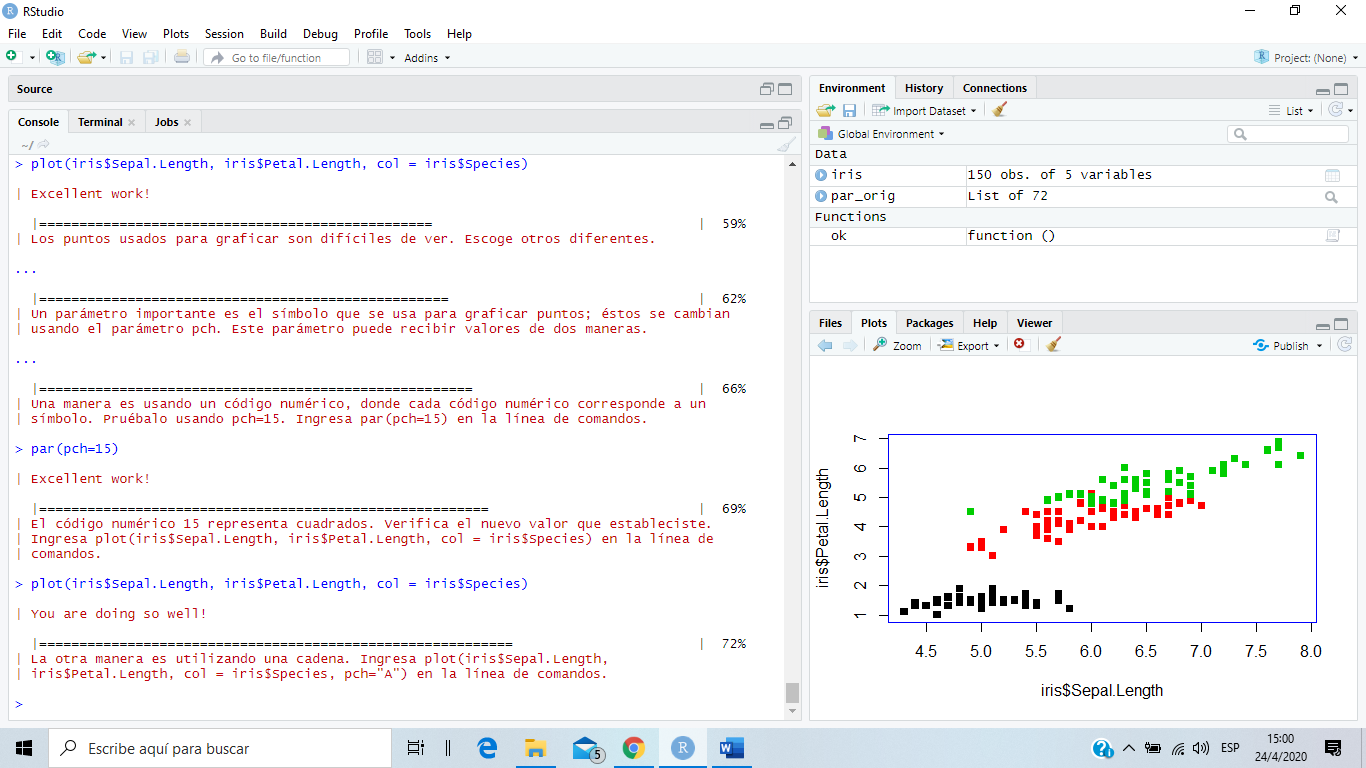 RStudio
File Edit Code View Plots Session Build Debug Profile Tools Help
Go to file/function Addins Project: (None)
Source
Console Terminal Jobs
~/
> plot(iris$Sepal.Length, iris$Petal.Length, col = iris$Species)
| Excellent work!
|================================================== | 59%
| Los puntos usados para graficar son difíciles de ver. Escoge otros diferentes.
...
|==================================================== | 62%
| Un parámetro importante es el símbolo que se usa para graficar puntos; éstos se cambian
| usando el parámetro pch. Este parámetro puede recibir valores de dos maneras.
...
|======================================================= | 66%
| Una manera es usando un código numérico, donde cada código numérico corresponde a un
| símbolo. Pruébalo usando pch=15. Ingresa par(pch=15) en la línea de comandos.
> par(pch=15)
| Excellent work!
|========================================================= | 69%
| El código numérico 15 representa cuadrados. Verifica el nuevo valor que estableciste.
| Ingresa plot(iris$Sepal.Length, iris$Petal.Length, col = iris$Species) en la línea de
| comandos.
> plot(iris$Sepal.Length, iris$Petal.Length, col = iris$Species)
| You are doing so well!
|============================================================ | 72%
| La otra manera es utilizando una cadena. Ingresa plot(iris$Sepal.Length,
| iris$Petal.Length, col = iris$Species, pch="A") en la línea de comandos.
>
Environment History Connections
Import Dataset List
Global Environment
Data
iris 150 obs. of 5 variables
par_orig List of 72
Functions
ok function ()
Files Plots Packages Help Viewer
Zoom Export Publish
7
6
5
4
3
2
1
iris$Petal.Length
4.5 5.0 5.5 6.0 6.5 7.0 7.5 8.0
iris$Sepal.Length
Escribe aquí para buscar
5
ESP
15:00
24/4/2020